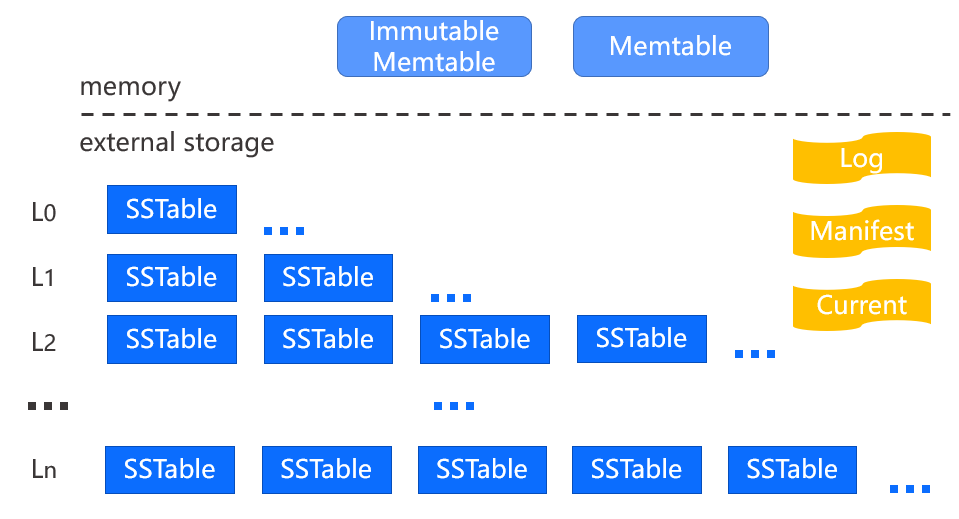 Immutable
Memtable
Memtable
memory
external storage
Log
L0
SSTable
Manifest
L1
SSTable
SSTable
Current
L2
SSTable
SSTable
SSTable
SSTable
Ln
SSTable
SSTable
SSTable
SSTable
SSTable